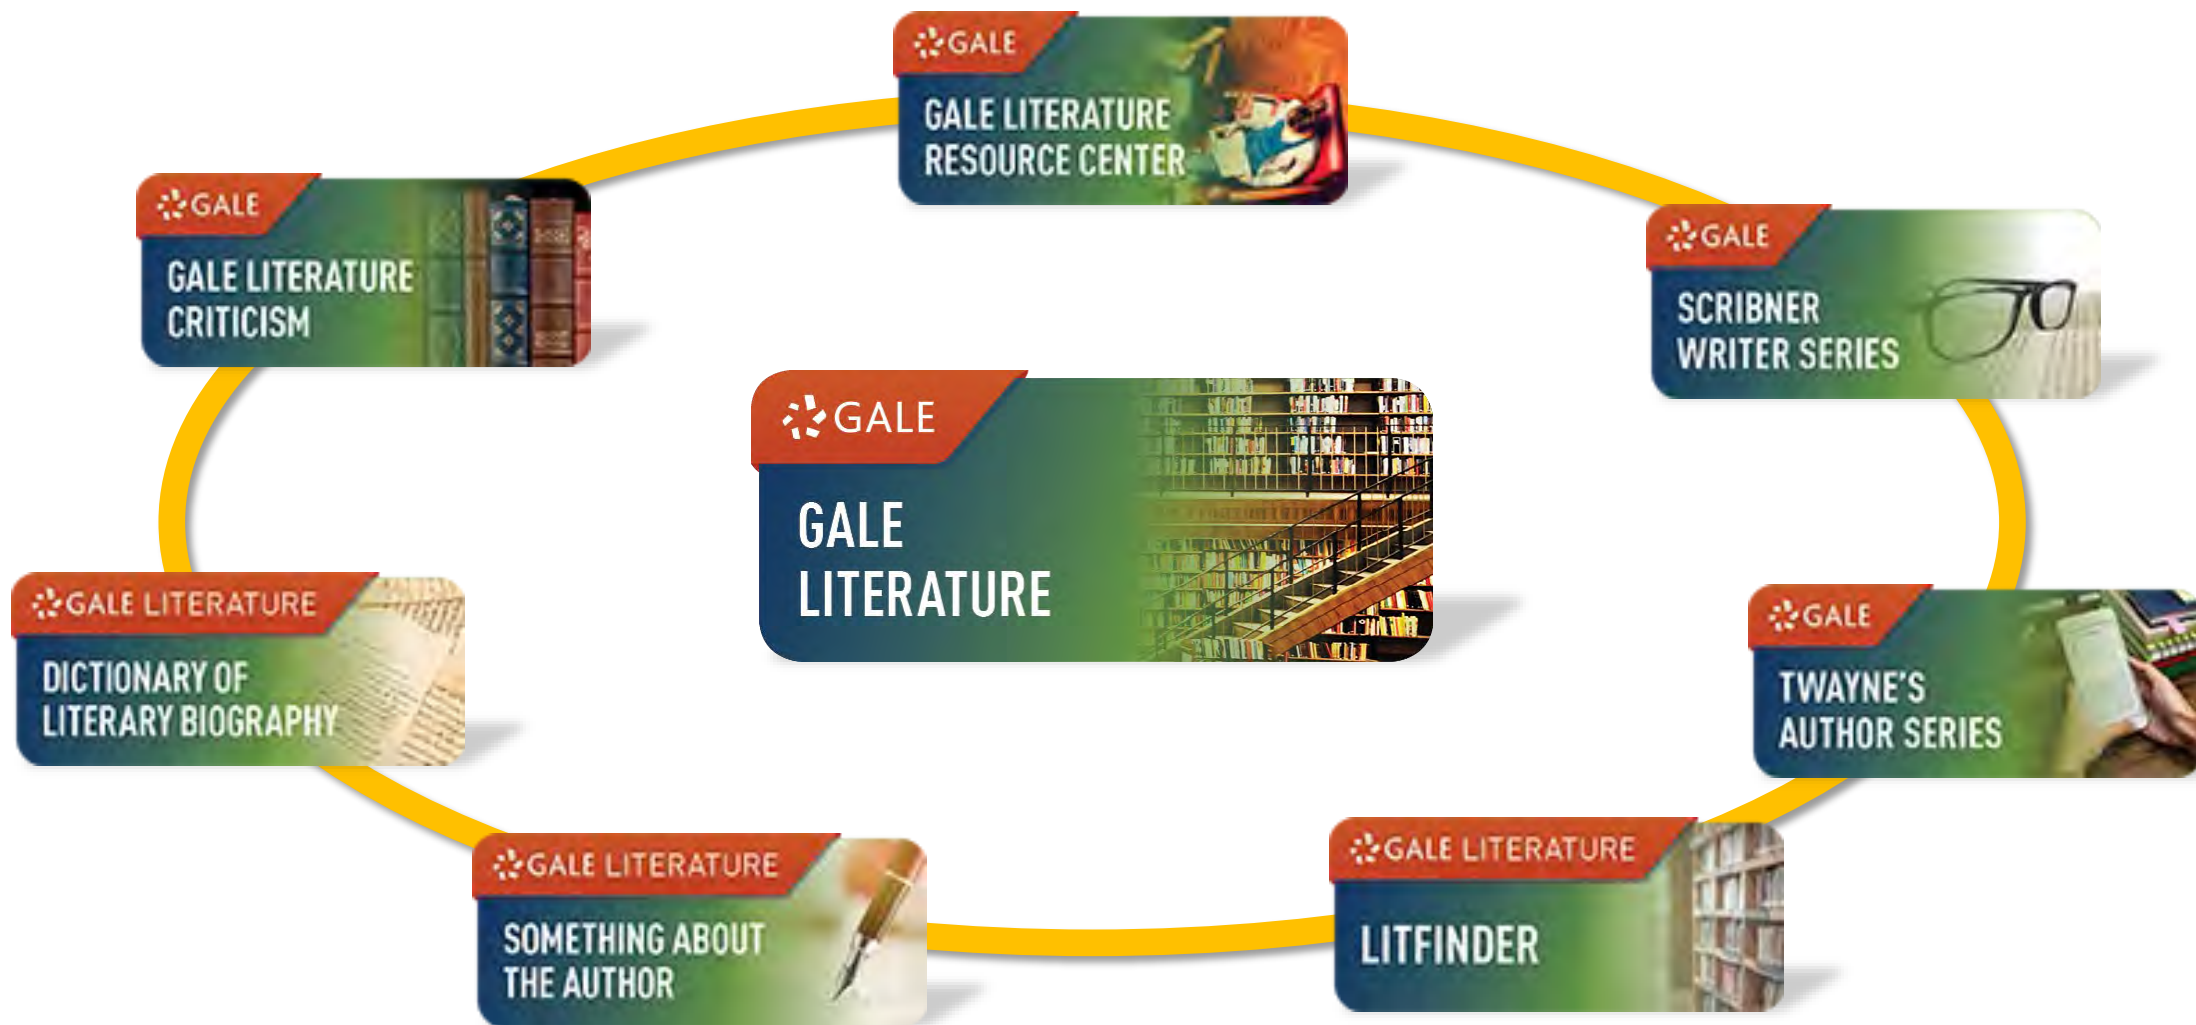 GALE
GALE LITERATURE
RESOURCE CENTER
GALE
GALE LITERATURE
CRITICISM
GALE
SCRIBNER
WRITER SERIES
GALE
GALE
LITERATURE
GALE LITERATURE
DICTIONARY OF
LITERARY BIOGRAPHY
GALE
TWAYNE'S
AUTHOR SERIES
GALE LITERATURE
SOMETHING ABOUT
THE AUTHOR
GALE LITERATURE
LITFINDER